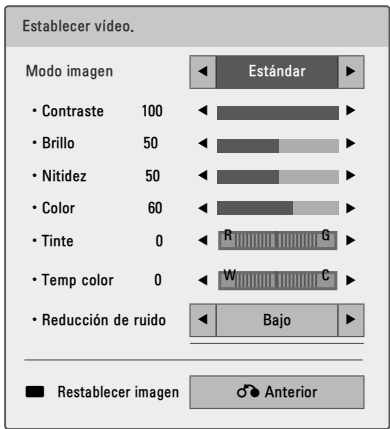 Establecer vídeo.
Modo imagen ◄ Estándar ►
• Contraste 100 ◄ ►
• Brillo 50 ◄ ►
• Nitidez 50 ◄ ►
• Color 60 ◄ ►
• Tinte 0 ◄ R G ►
• Temp color 0 ◄ W C ►
• Reducción de ruido ◄ Bajo ►
Restablecer imagen Anterior